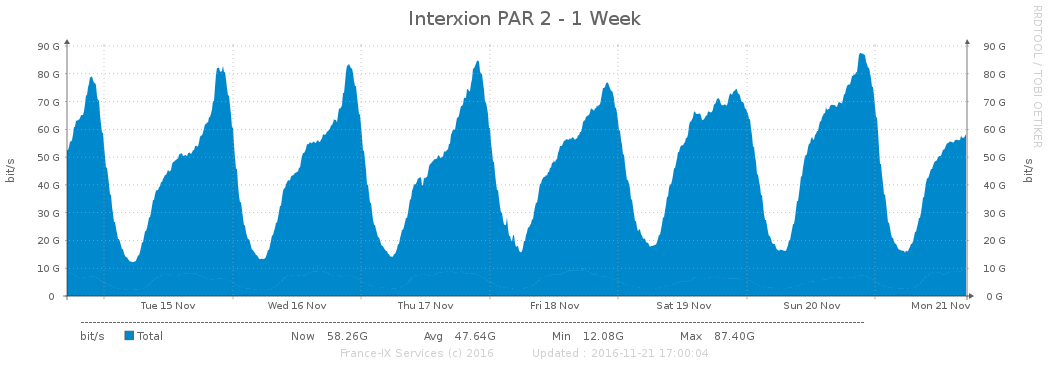 Interxion PAR 2 - 1 Week
RRDTOOL / TOBI OETIKER
90 G 90 G
80 G 80 G
70 G 70 G
60 G 60 G
50 G 50 G
40 G 40 G
30 G 30 G
20 G 20 G
10 G 10 G
0 0 G
bit/s
bit/s
Tue 15 Nov Wed 16 Nov Thu 17 Nov Fri 18 Nov Sat 19 Nov Sun 20 Nov Mon 21 Nov
bit/s Total Now 58.26G Avg 47.64G Min 12.08G Max 87.40G
France-IX Services (c) 2016 Updated : 2016-11-21 17:00:04